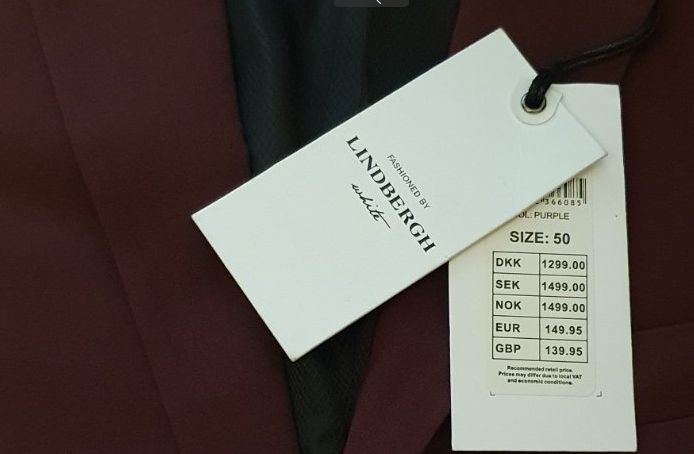 FASHIONED BY
LINDBERGH
white
366085
PURPLE
SIZE: 50
DKK 1299.00
SEK 1499.00
NOK 1499.00
EUR 149.95
GBP 139.95
Recommended retail price.
Prices may differ due to local VAT
and economic conditions.